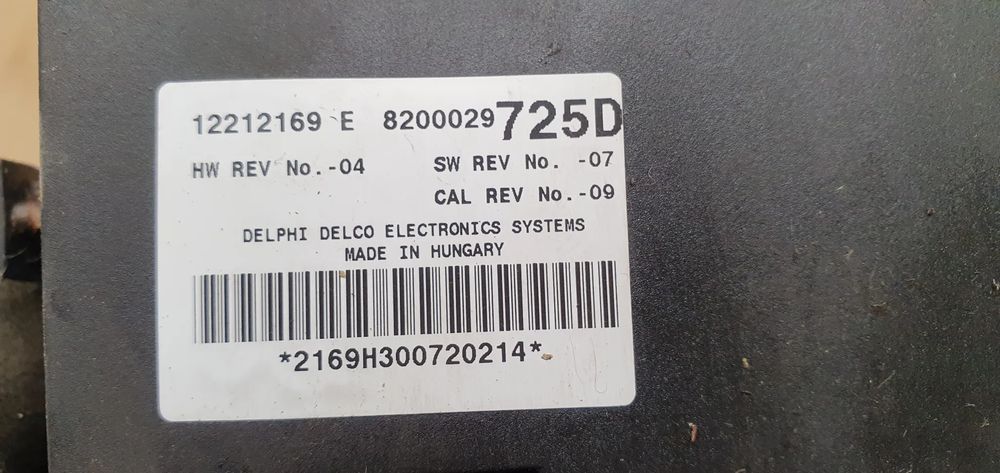 12212169 E 8200029725D
HW REV No.-04 SW REV No. -07
CAL REV No.-09
DELPHI DELCO ELECTRONICS SYSTEMS
MADE IN HUNGARY
*2169H300720214*